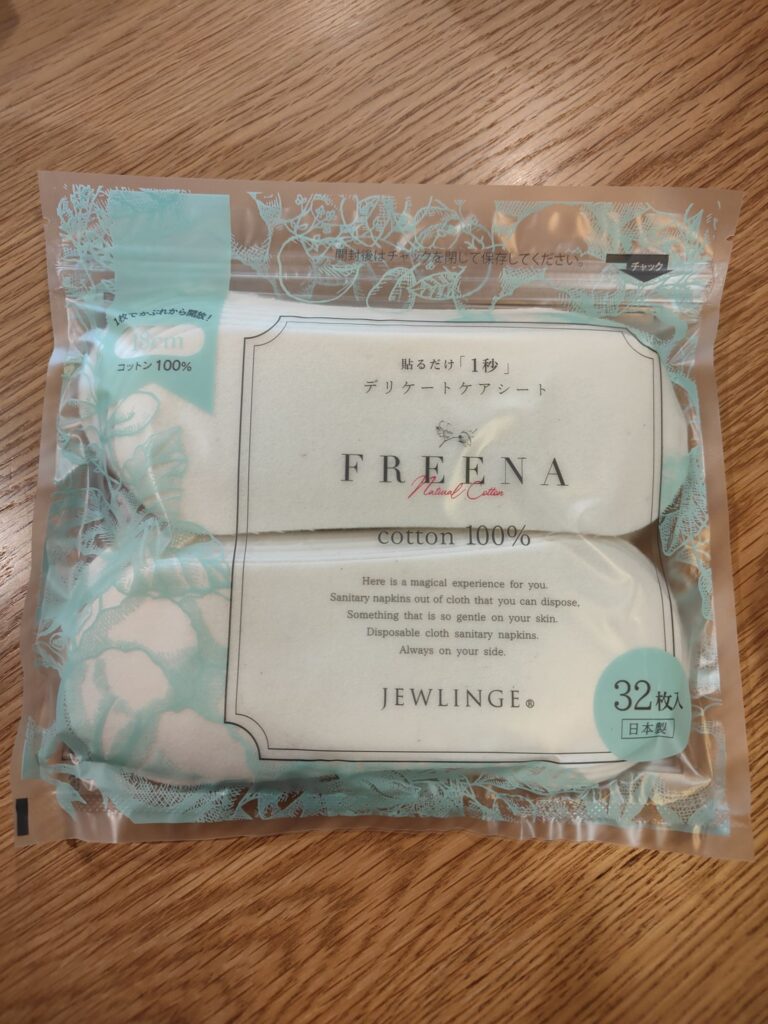 開封後はチャックを閉じて保存してください。
チャック
1枚でかぶれから開放!
18cm
コットン100%
貼るだけ「1秒」
デリケートケアシート
FREENA
Natural Cotton
cotton 100%
Here is a magical experience for you.
Sanitary napkins out of cloth that you can dispose,
Something that is so gentle on your skin.
Disposable cloth sanitary napkins.
Always on your side.
JEWLINGE®
32枚入
日本製